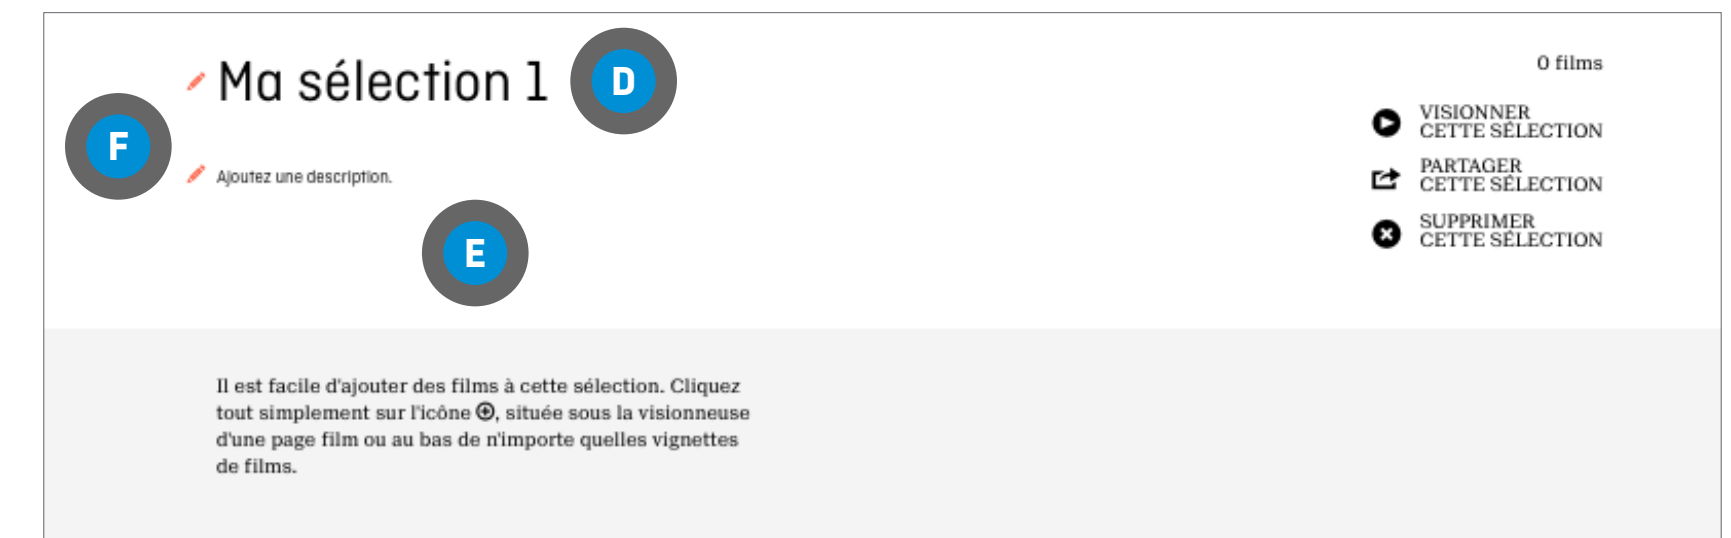 Ma sélection 1
D
F
Ajoutez une description.
E
0 films
VISIONNER
CETTE SÉLECTION
PARTAGER
CETTE SÉLECTION
SUPPRIMER
CETTE SÉLECTION
Il est facile d'ajouter des films à cette sélection. Cliquez
tout simplement sur l'icône ⊕, située sous la visionneuse
d'une page film ou au bas de n'importe quelles vignettes
de films.